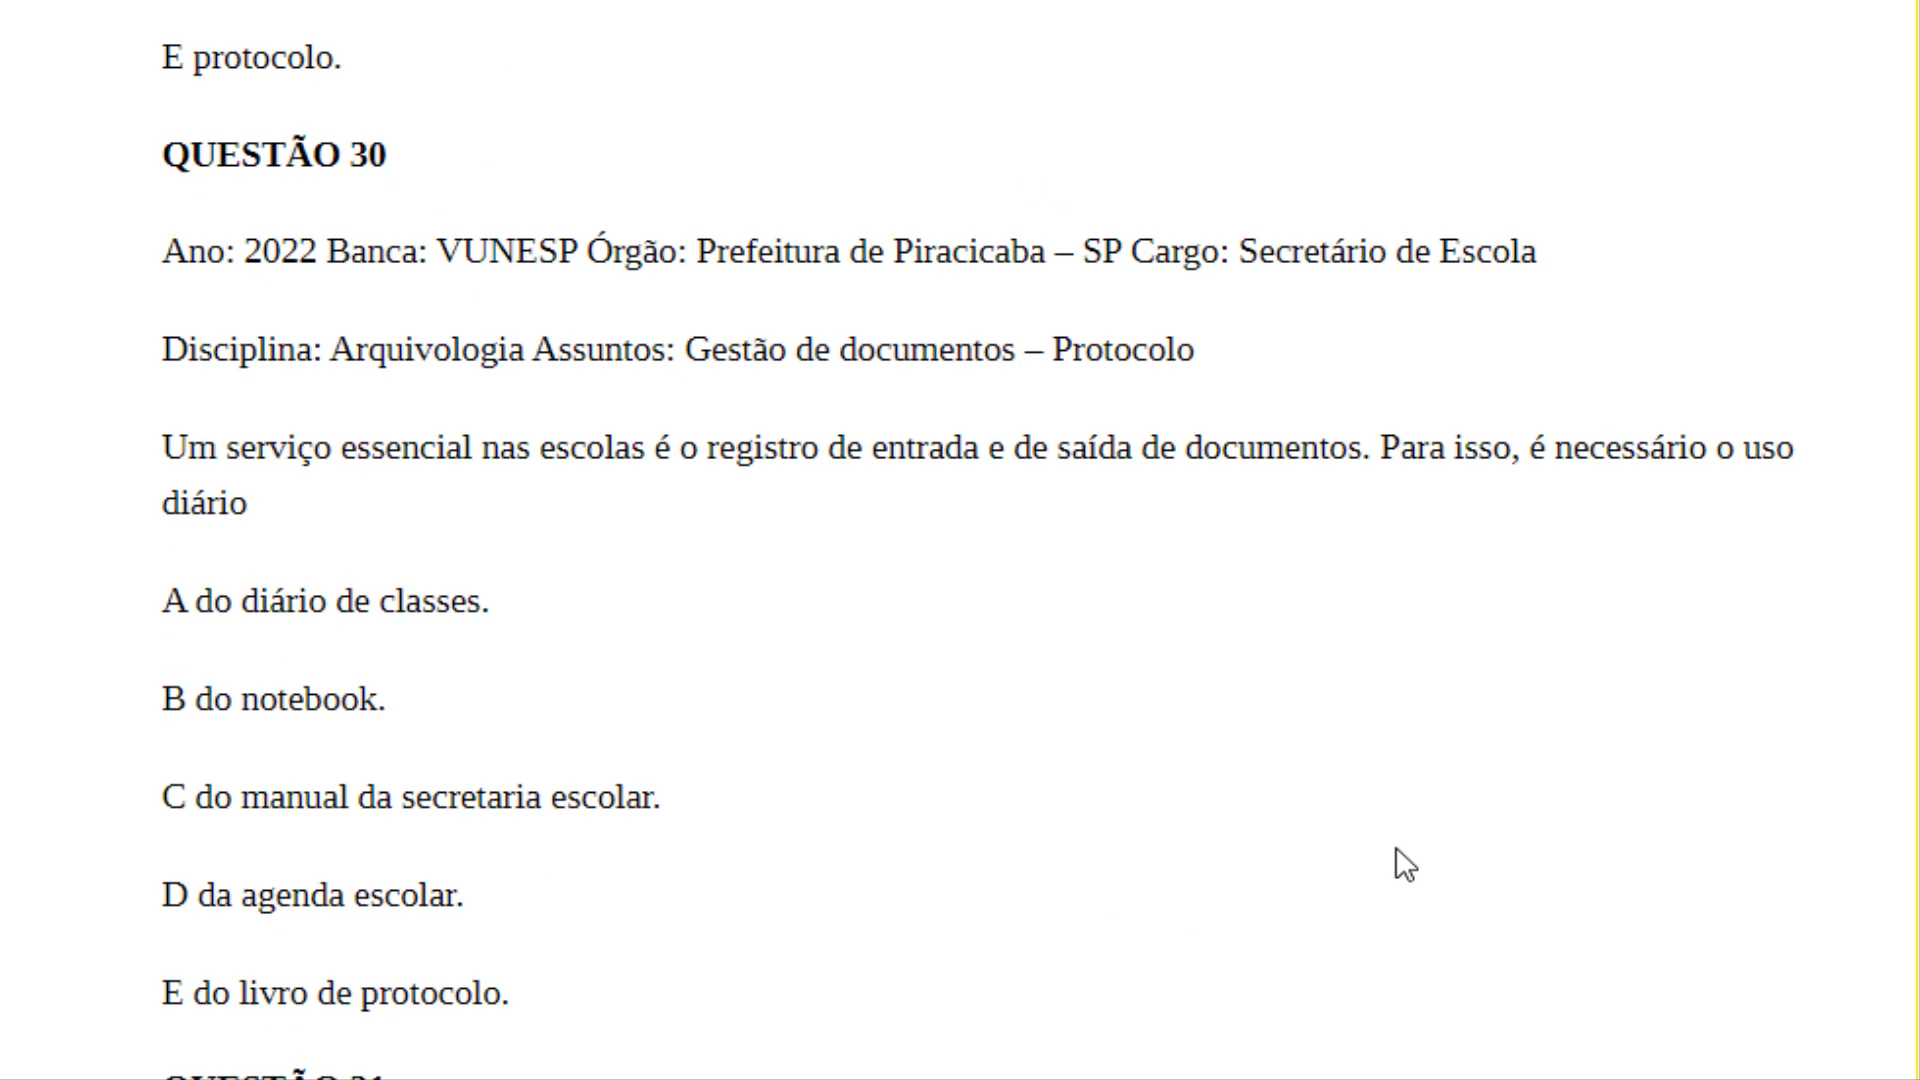 E protocolo.
QUESTÃO 30
Ano: 2022 Banca: VUNESP Órgão: Prefeitura de Piracicaba – SP Cargo: Secretário de Escola
Disciplina: Arquivologia Assuntos: Gestão de documentos – Protocolo
Um serviço essencial nas escolas é o registro de entrada e de saída de documentos. Para isso, é necessário o uso
diário
A do diário de classes.
B do notebook.
C do manual da secretaria escolar.
D da agenda escolar.
E do livro de protocolo.